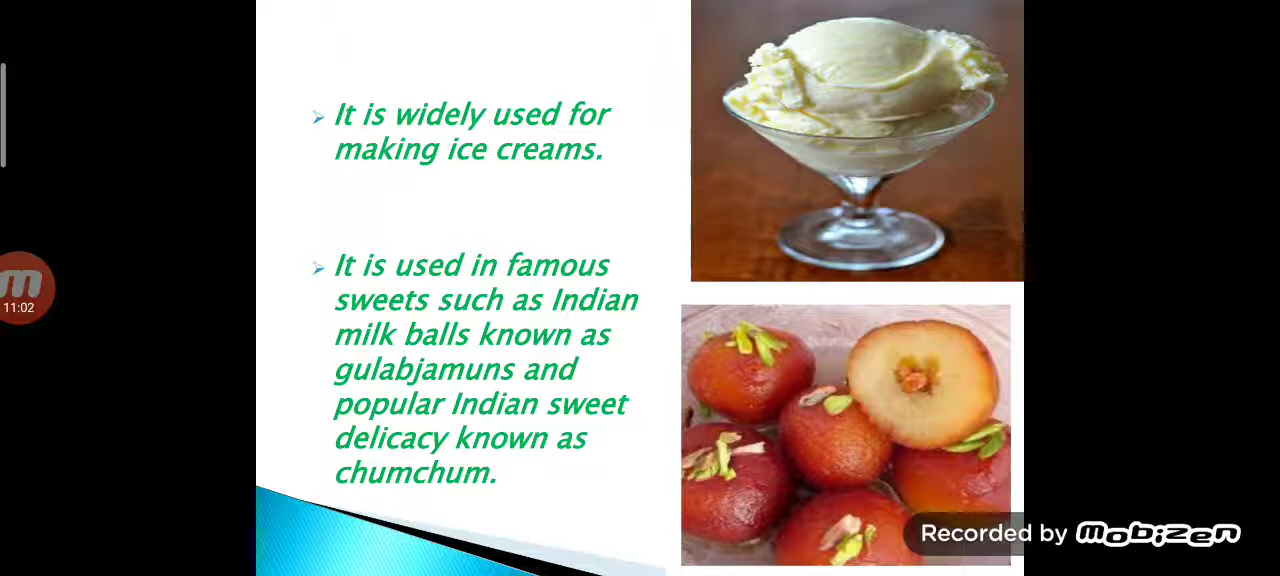 It is widely used for
making ice creams.
It is used in famous
sweets such as Indian
milk balls known as
gulabjamuns and
popular Indian sweet
delicacy known as
chumchum.
m
11:02
Recorded by mobizen